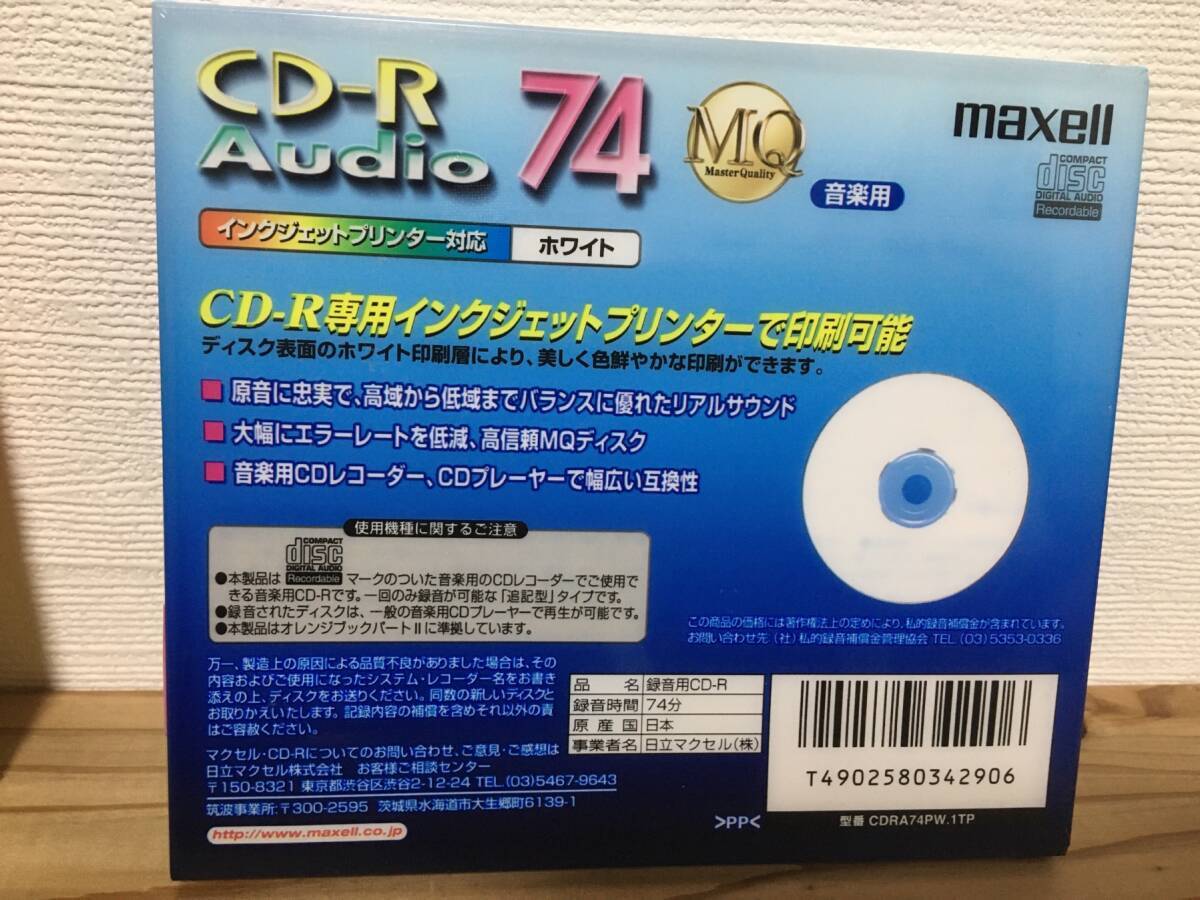 CD-R
Audio 74
MQ
Master Quality
maxell
音楽用
COMPACT
disc
DIGITAL AUDIO
Recordable
インクジェットプリンター対応 ホワイト
CD-R専用インクジェットプリンターで印刷可能
ディスク表面のホワイト印刷層により、美しく色鮮やかな印刷ができます。
■ 原音に忠実で、高域から低域までバランスに優れたリアルサウンド
■ 大幅にエラーレートを低減、高信頼MQディスク
■ 音楽用CDレコーダー、CDプレーヤーで幅広い互換性
使用機種に関するご注意
COMPACT
disc
Recordable
●本製品は マークのついた音楽用のCDレコーダーでご使用で
きる音楽用CD-Rです。一回のみ録音が可能な「追記型」タイプです。
●録音されたディスクは、一般の音楽用CDプレーヤーで再生が可能です。
●本製品はオレンジブックパートⅡに準拠しています。
この商品の価格には著作権法上の定めにより、私的録音補償金が含まれています。
お問い合わせ先:(社)私的録音補償金管理協会 TEL(03)5353-0336
万一、製造上の原因による品質不良がありました場合は、その
内容およびご使用になったシステム・レコーダー名をお書き
添えの上、ディスクをお送りください。同数の新しいディスクと
お取りかえいたします。記録内容の補償を含めそれ以外の責
はご容赦ください。
マクセル・CD-Rについてのお問い合わせ、ご意見・ご感想は
日立マクセル株式会社 お客様ご相談センター
〒150-8321 東京都渋谷区渋谷2-12-24 TEL.(03)5467-9643
筑波事業所:〒300-2595 茨城県水海道市大生郷町6139-1
http://www.maxell.co.jp
品名 録音用CD-R
録音時間 74分
原産国 日本
事業者名 日立マクセル(株)
T4902580342906
>PP<
型番 CDRA74PW.1TP